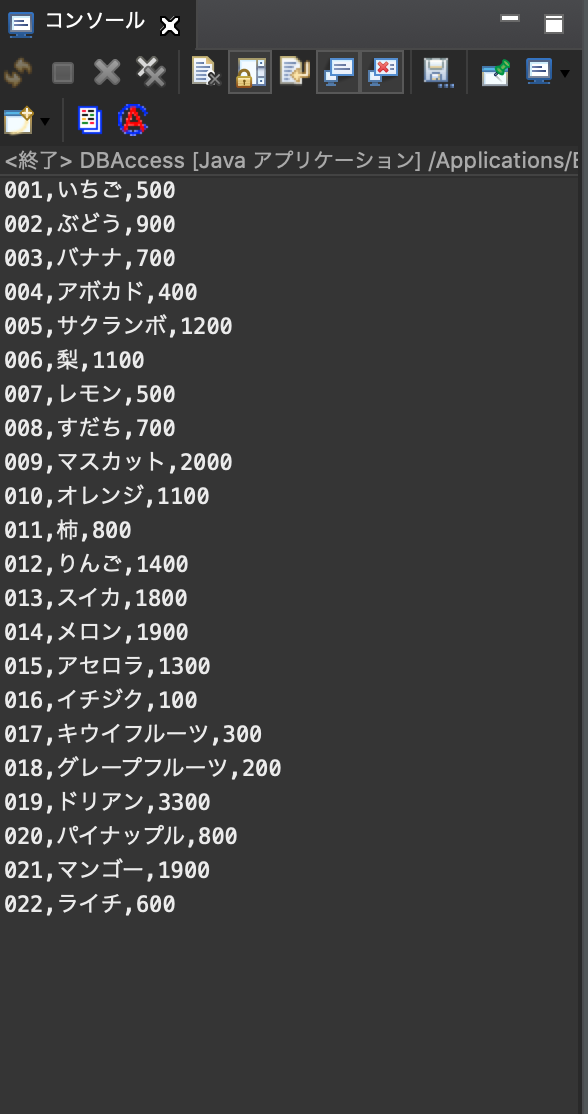 コンソール
<終了> DBAccess [Java アプリケーション] /Applications/E
001,いちご,500
002,ぶどう,900
003,バナナ,700
004,アボカド,400
005,サクランボ,1200
006,梨,1100
007,レモン,500
008,すだち,700
009,マスカット,2000
010,オレンジ,1100
011,柿,800
012,りんご,1400
013,スイカ,1800
014,メロン,1900
015,アセロラ,1300
016,イチジク,100
017,キウイフルーツ,300
018,グレープフルーツ,200
019,ドリアン,3300
020,パイナップル,800
021,マンゴー,1900
022,ライチ,600